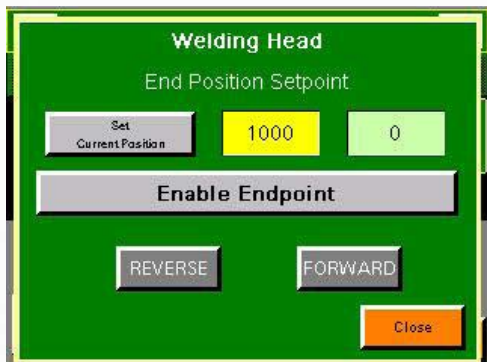 Welding Head
End Position Setpoint
Set
Current Position
1000
0
Enable Endpoint
REVERSE
FORWARD
Close